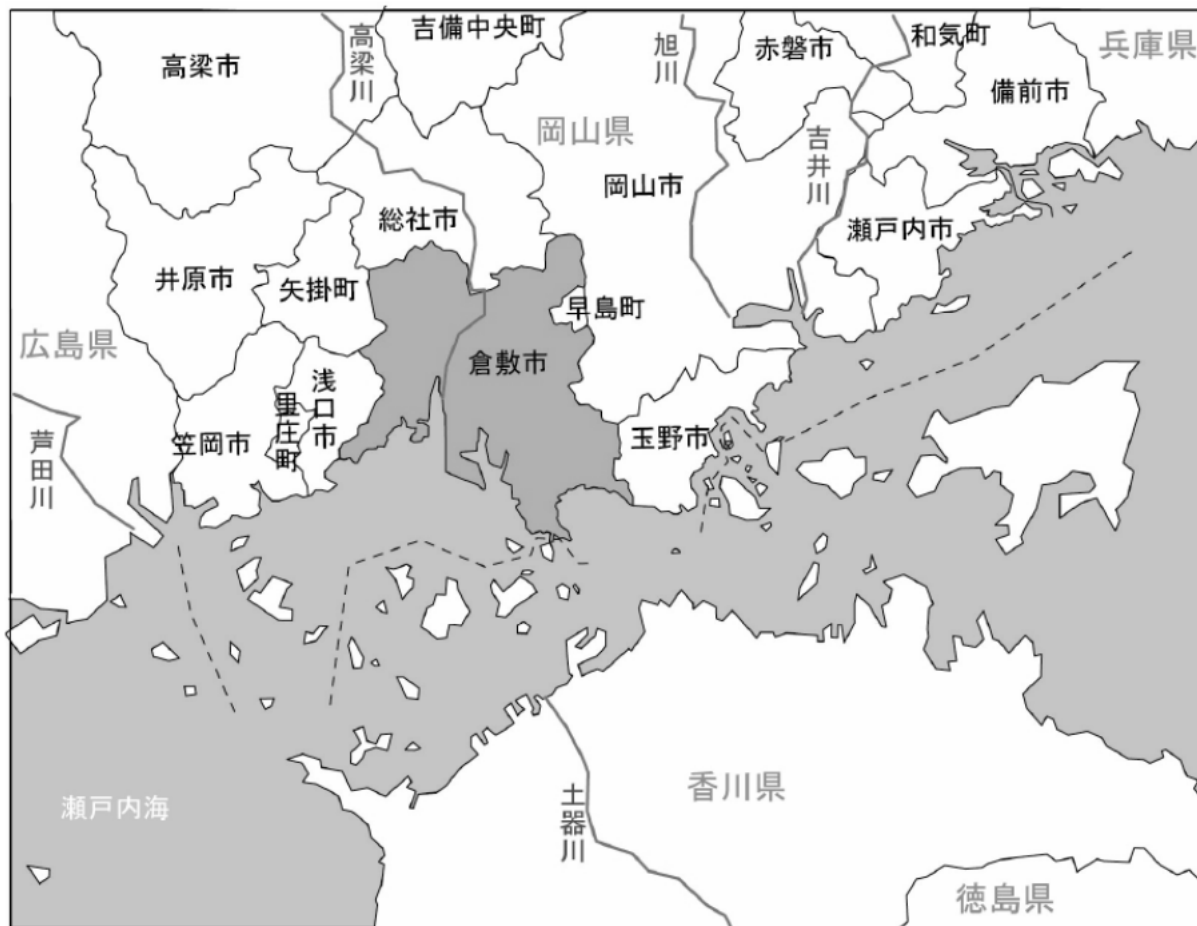 吉備中央町
和気町
兵庫県
高梁川
旭川
赤磐市
高梁市
備前市
岡山県
吉井川
岡山市
総社市
瀬戸内市
井原市
矢掛町
早島町
広島県
倉敷市
浅口市
里庄町
笠岡市
玉野市
芦田川
瀬戸内海
香川県
土器川
徳島県